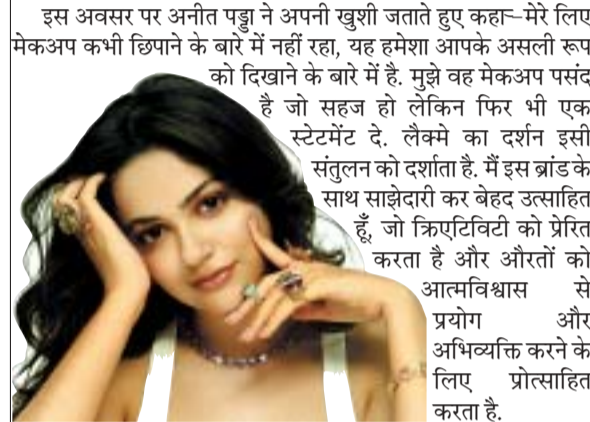 इस अवसर पर अनीत पड्डा ने अपनी खुशी जताते हुए कहा–मेरे लिए
मेकअप कभी छिपाने के बारे में नहीं रहा, यह हमेशा आपके असली रूप
को दिखाने के बारे में है. मुझे वह मेकअप पसंद
है जो सहज हो लेकिन फिर भी एक
स्टेटमेंट दे. लैक्मे का दर्शन इसी
संतुलन को दर्शाता है. मैं इस ब्रांड के
साथ साझेदारी कर बेहद उत्साहित
हूँ, जो क्रिएटिविटी को प्रेरित
करता है और औरतों को
आत्मविश्वास से
प्रयोग और
अभिव्यक्ति करने के
लिए प्रोत्साहित
करता है.